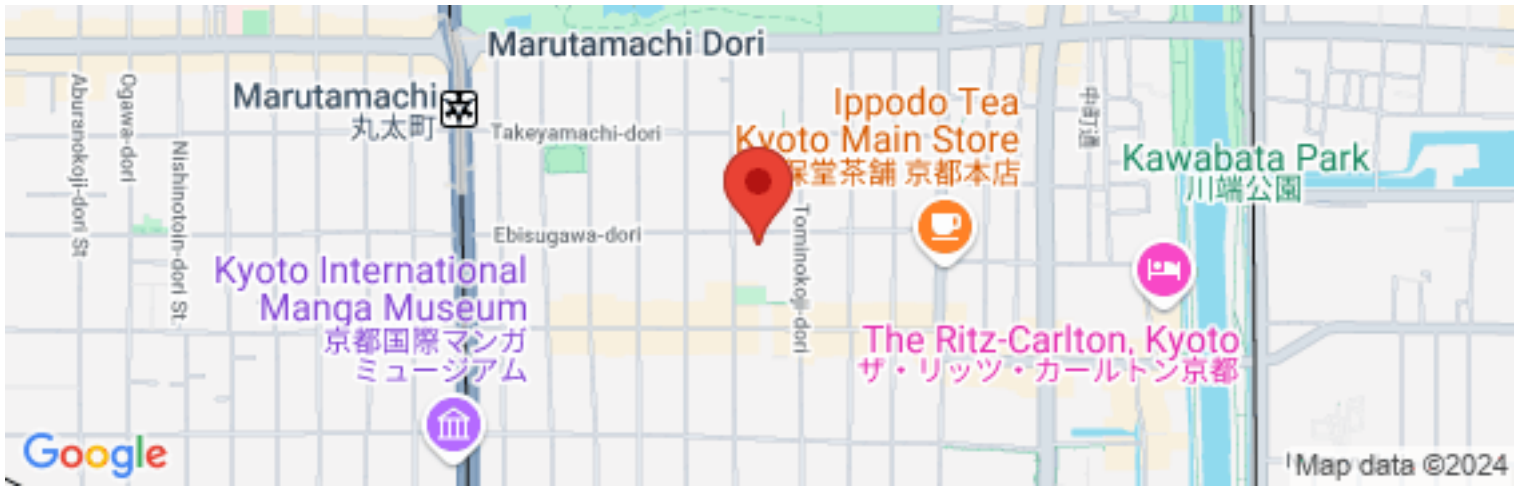 Marutamachi Dori
Marutamachi
丸太町
Takeyamachi-dori
Ebisugawa-dori
Aburanokoji-dori St
Ogawa-dori
Nishinotoin-dori St.
Tominokoji-dori
中町通
Ippodo Tea
Kyoto Main Store
保堂茶舗 京都本店
Kawabata Park
川端公園
Kyoto International
Manga Museum
京都国際マンガ
ミュージアム
The Ritz-Carlton, Kyoto
ザ・リッツ・カールトン京都
Google
Map data ©2024